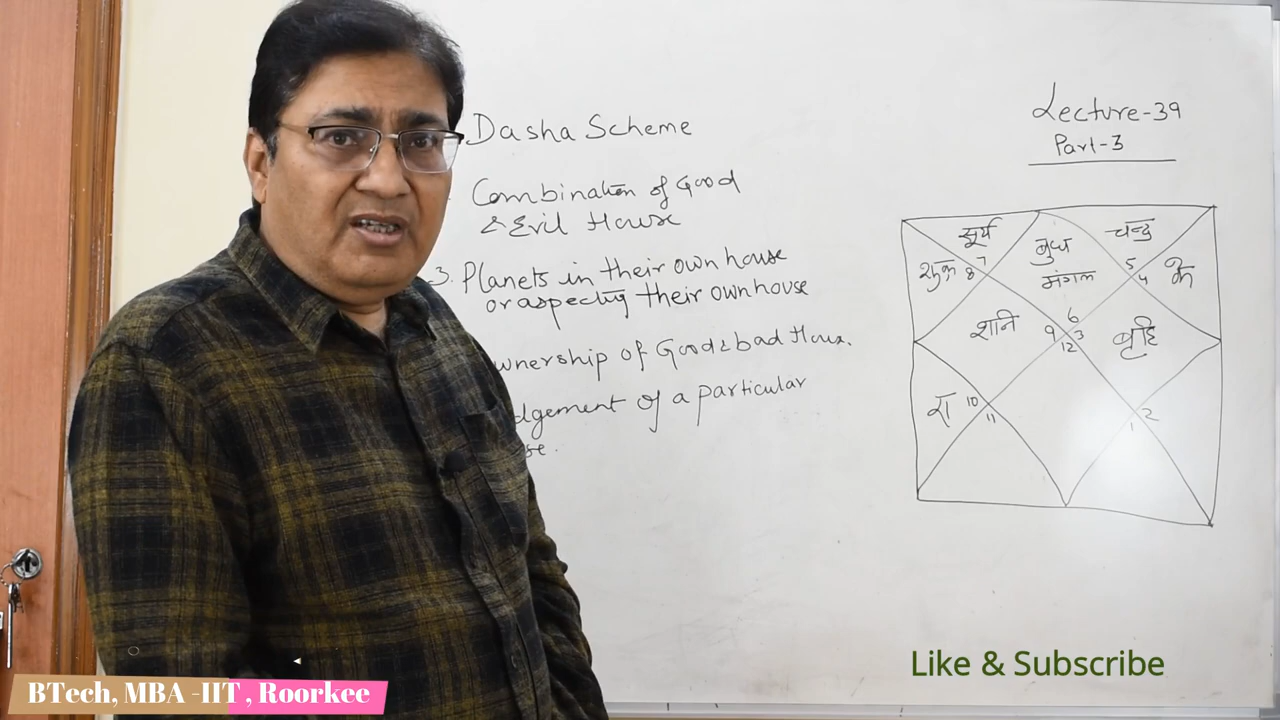 Lecture-39
Part-3
Dasha Scheme
Combination of Good
& Evil House
3. Planets in their own house
or aspecting their own house
wnership of Good & bad Hous.
dgement of a particular
se.
सूर्य
बुध
चन्द्र
शुक्र 8 7
मंगल
5
4 के
शनि 9 6 3 12
बृह
रा 10
11
2
1
Like & Subscribe
BTech, MBA -IIT , Roorkee